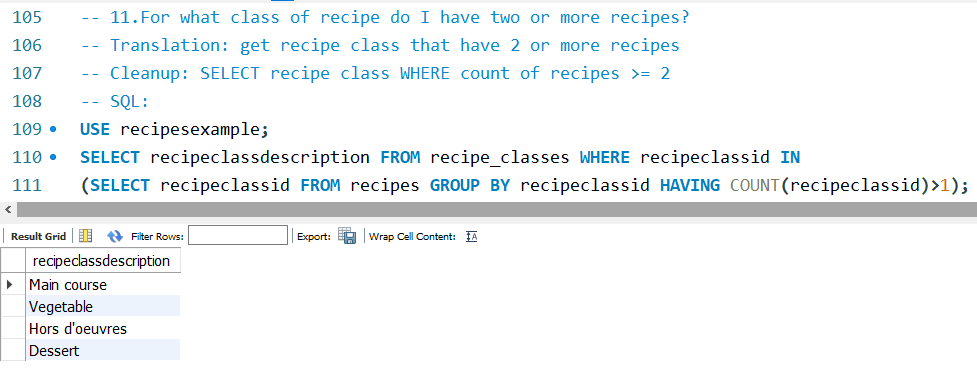 105 -- 11.For what class of recipe do I have two or more recipes?
106 -- Translation: get recipe class that have 2 or more recipes
107 -- Cleanup: SELECT recipe class WHERE count of recipes >= 2
108 -- SQL:
109 USE recipesexample;
110 SELECT recipeclassdescription FROM recipe_classes WHERE recipeclassid IN
111 (SELECT recipeclassid FROM recipes GROUP BY recipeclassid HAVING COUNT(recipeclassid)>1);
Result Grid Filter Rows: Export: Wrap Cell Content:
recipeclassdescription
Main course
Vegetable
Hors d'oeuvres
Dessert